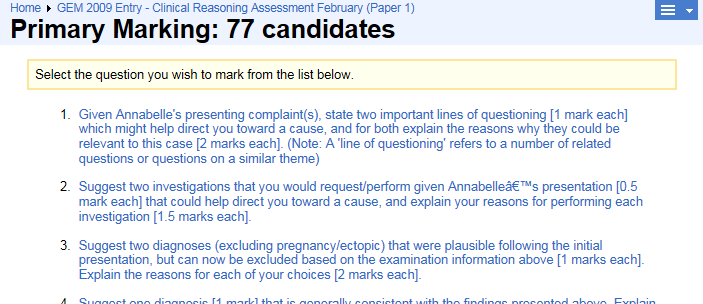 Home ▸ GEM 2009 Entry - Clinical Reasoning Assessment February (Paper 1)
Primary Marking: 77 candidates
Select the question you wish to mark from the list below.
1. Given Annabelle's presenting complaint(s), state two important lines of questioning [1 mark each]
which might help direct you toward a cause, and for both explain the reasons why they could be
relevant to this case [2 marks each]. (Note: A 'line of questioning' refers to a number of related
questions or questions on a similar theme)
2. Suggest two investigations that you would request/perform given Annabelleâ€™s presentation [0.5
mark each] that could help direct you toward a cause, and explain your reasons for performing each
investigation [1.5 marks each].
3. Suggest two diagnoses (excluding pregnancy/ectopic) that were plausible following the initial
presentation, but can now be excluded based on the examination information above [1 marks each].
Explain the reasons for each of your choices [2 marks each].
4. Suggest one diagnosis [1 mark] that is generally consistent with the findings presented above. Explain